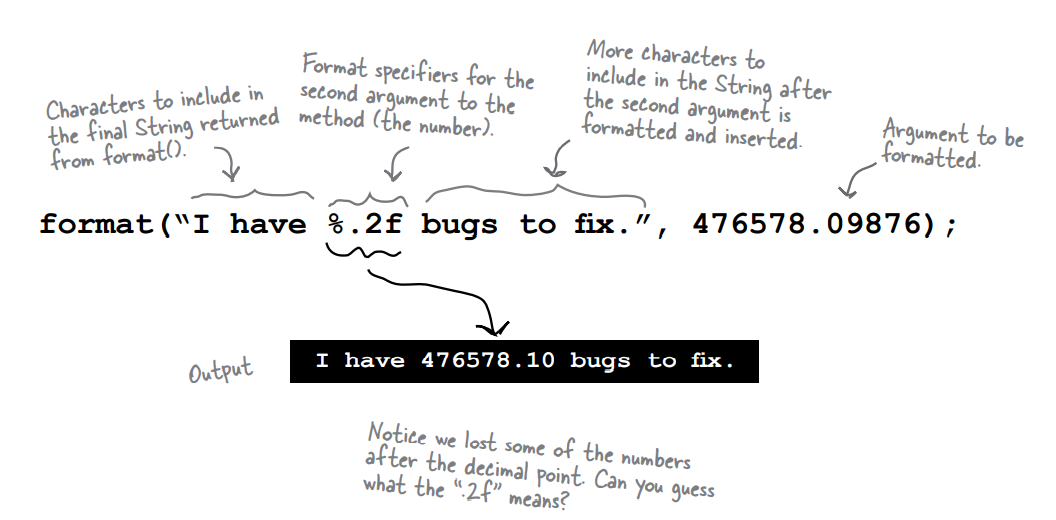 Characters to include in
the final String returned
from format().
Format specifiers for the
second argument to the
method (the number).
More characters to
include in the String after
the second argument is
formatted and inserted.
Argument to be
formatted.
format(“I have %.2f bugs to fix.”, 476578.09876);
Output
I have 476578.10 bugs to fix.
Notice we lost some of the numbers
after the decimal point. Can you guess
what the “.2f” means?